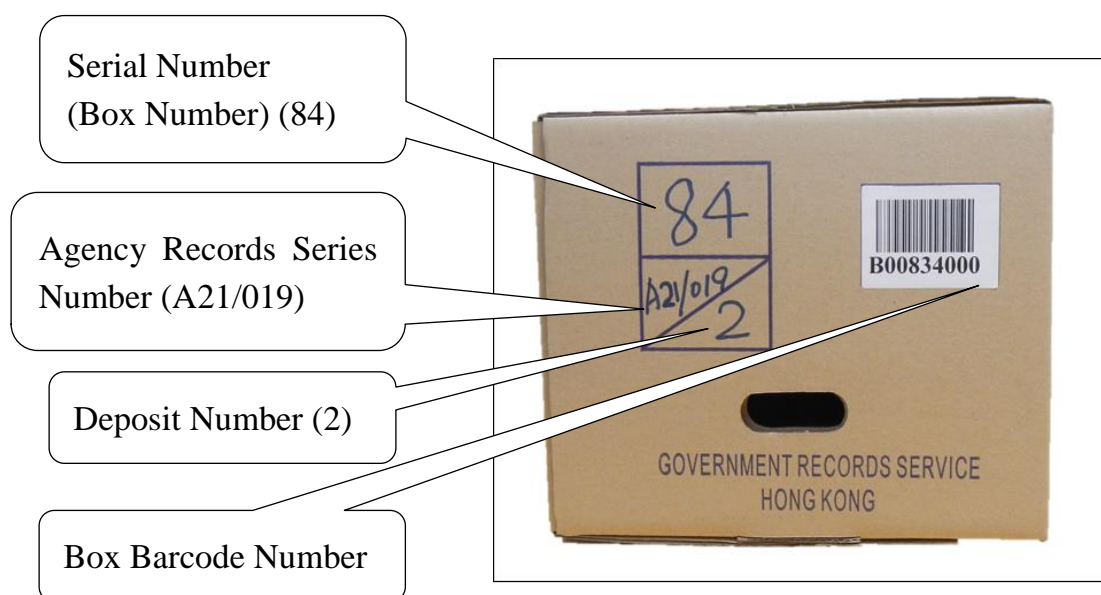 Serial Number
(Box Number) (84)
Agency Records Series
Number (A21/019)
Deposit Number (2)
Box Barcode Number
84
A21/019
2
B00834000
GOVERNMENT RECORDS SERVICE
HONG KONG